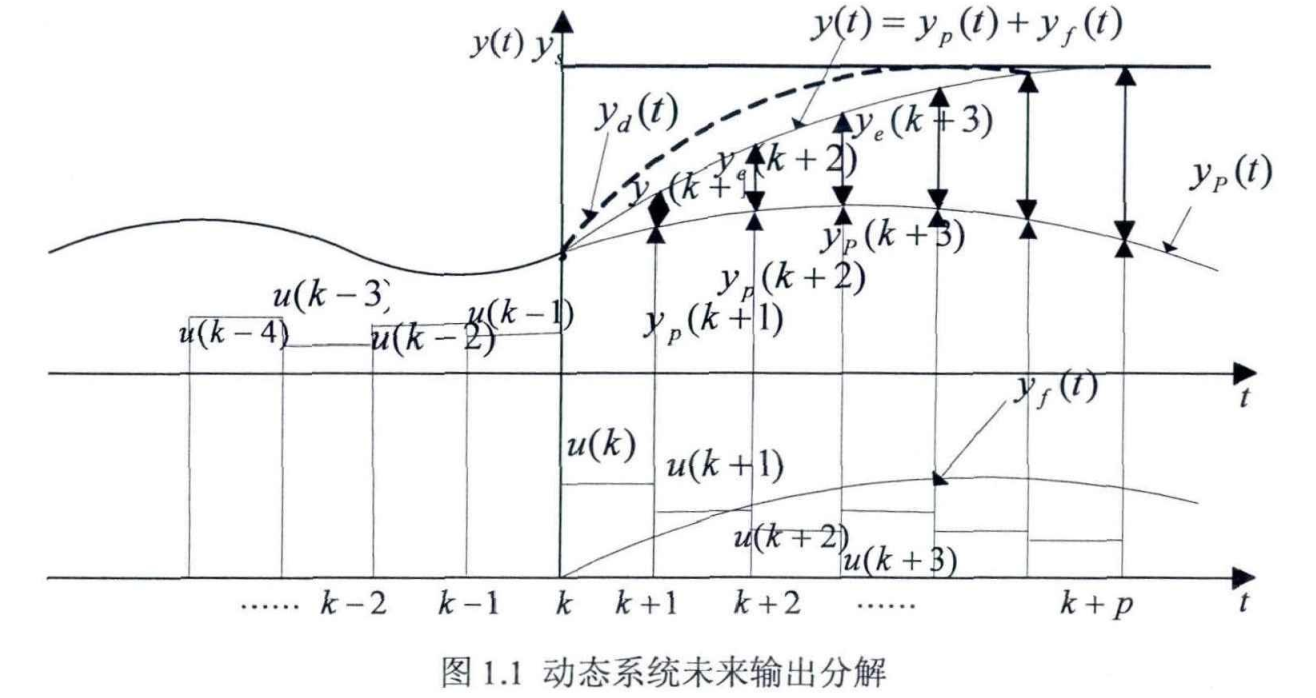 y(t) y_s
y(t) = y_p(t) + y_f(t)
y_d(t)
y_e(k+3)
y_e(k+2)
y_P(t)
y (k+1
y_P(k+3)
u(k−3)
y_p(k+2)
u(k−1)
u(k−4)
u(k−2)
y_p(k+1)
t
y_f(t)
u(k)
u(k+1)
u(k+2)
u(k+3)
...... k−2 k−1 k k+1 k+2 ...... k+p t
图 1.1 动态系统未来输出分解